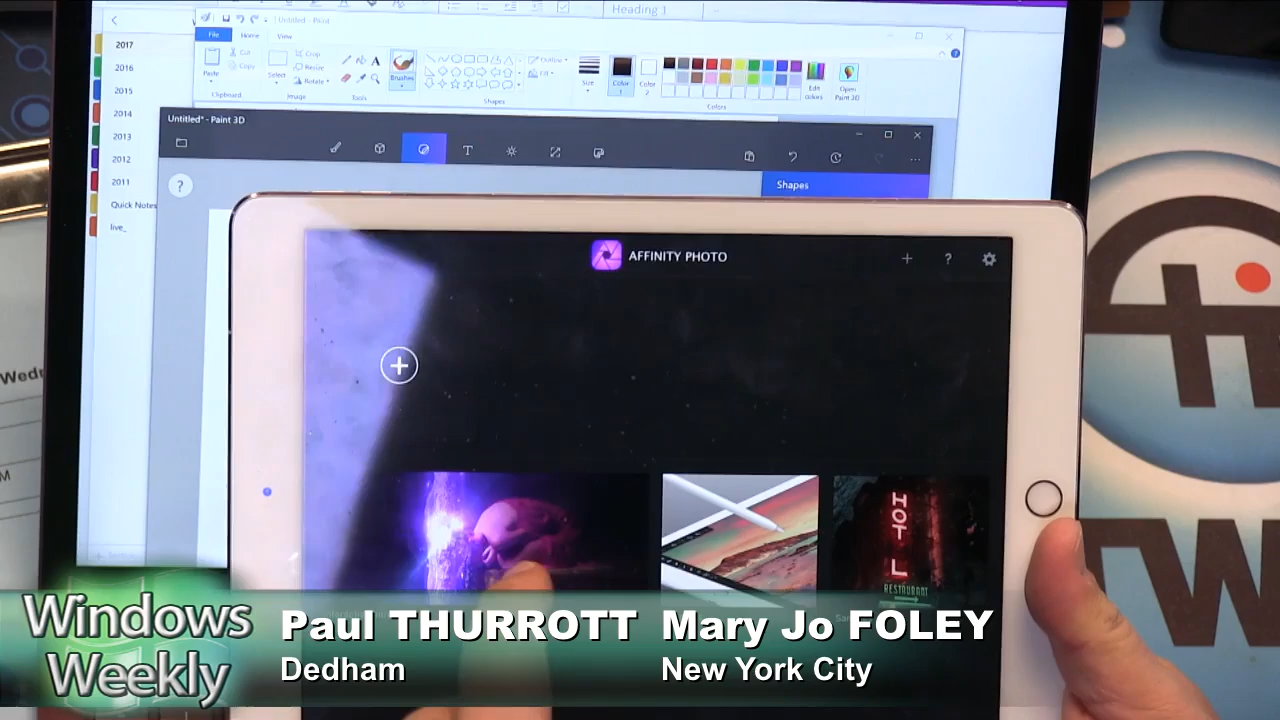 Heading 1
Untitled - Paint
File Home View
2017
2016
2015
2014
2013
2012
2011
Quick Notes
live_
Paste
Cut
Copy
Clipboard
Select
Crop
Resize
Rotate
Image
Tools
Brushes
Shapes
Outline
Fill
Size
Color 1
Color 2
Colors
Edit colors
Open Paint 3D
Untitled* - Paint 3D
T
?
Shapes
AFFINITY PHOTO
+ ?
HOT L
RESTAURANT
TW
Windows Weekly
Paul THURROTT
Dedham
Mary Jo FOLEY
New York City